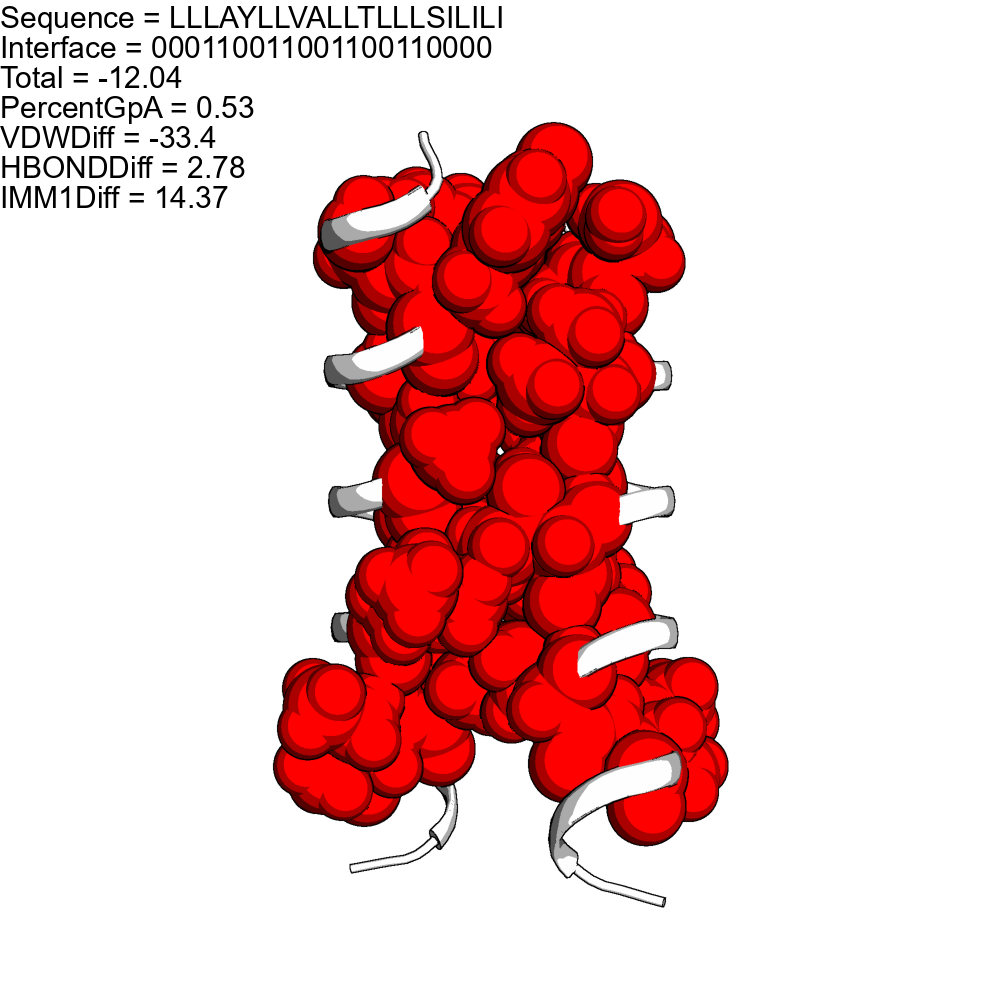 Sequence = LLLAYLLVALLTLLLSILILI
Interface = 000110011001100110000
Total = -12.04
PercentGpA = 0.53
VDWDiff = -33.4
HBONDDiff = 2.78
IMM1Diff = 14.37